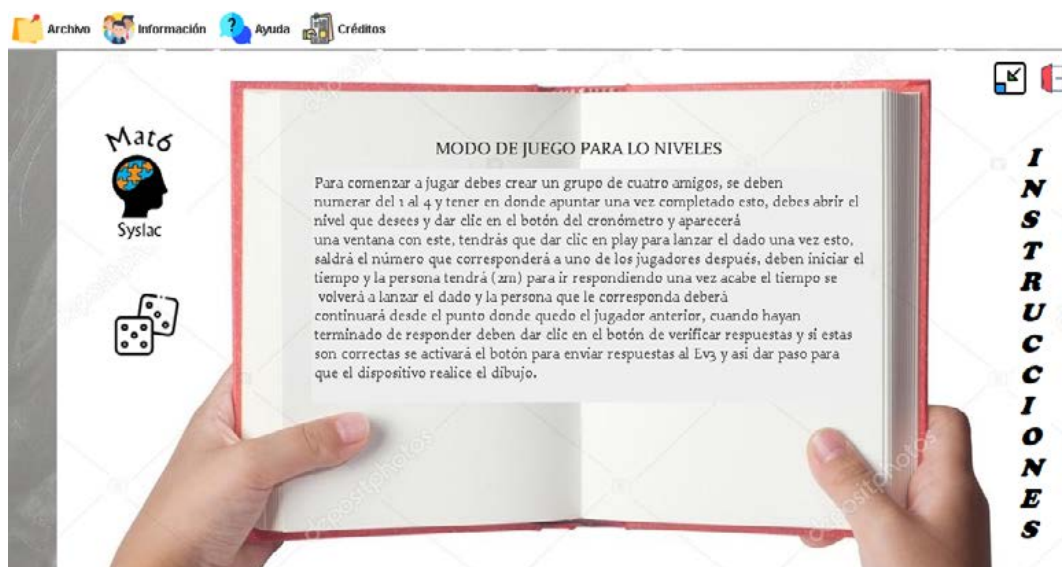 Archivo Información Ayuda Créditos
Mat6
Syslac
MODO DE JUEGO PARA LO NIVELES
Para comenzar a jugar debes crear un grupo de cuatro amigos, se deben
numerar del 1 al 4 y tener en donde apuntar una vez completado esto, debes abrir el
nivel que desees y dar clic en el botón del cronómetro y aparecerá
una ventana con este, tendrás que dar clic en play para lanzar el dado una vez esto,
saldrá el número que corresponderá a uno de los jugadores después, deben iniciar el
tiempo y la persona tendrá (2m) para ir respondiendo una vez acabe el tiempo se
volverá a lanzar el dado y la persona que le corresponda deberá
continuará desde el punto donde quedo el jugador anterior, cuando hayan
terminado de responder deben dar clic en el botón de verificar respuestas y si estas
son correctas se activará el botón para enviar respuestas al Ev3 y así dar paso para
que el dispositivo realice el dibujo.
INSTRUCCIONES
depositphotos